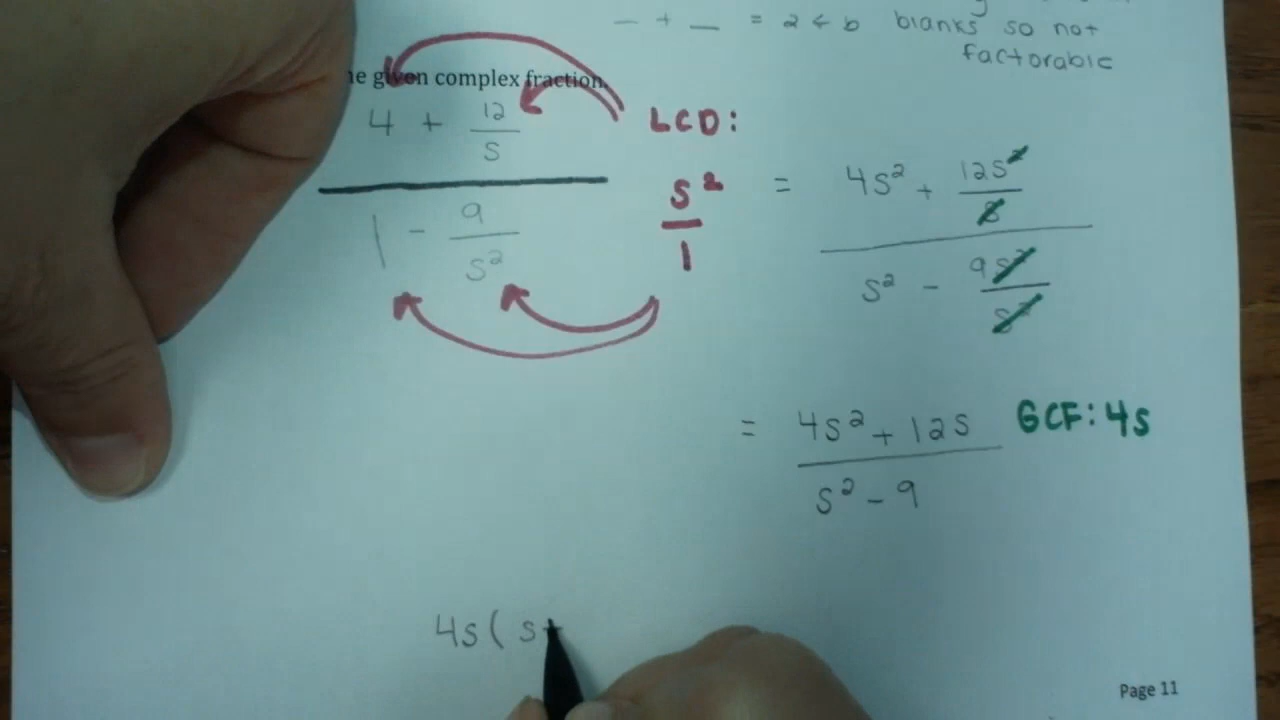 _ + _ = 2 ← b blanks so not
factorable
given complex fraction.
4 + 12/s
1 - 9/s²
LCD:
s²/1
= 4s² + 12s²/s
s² - 9s²/s²
= 4s² + 12s GCF: 4s
s² - 9
4s( s
Page 11